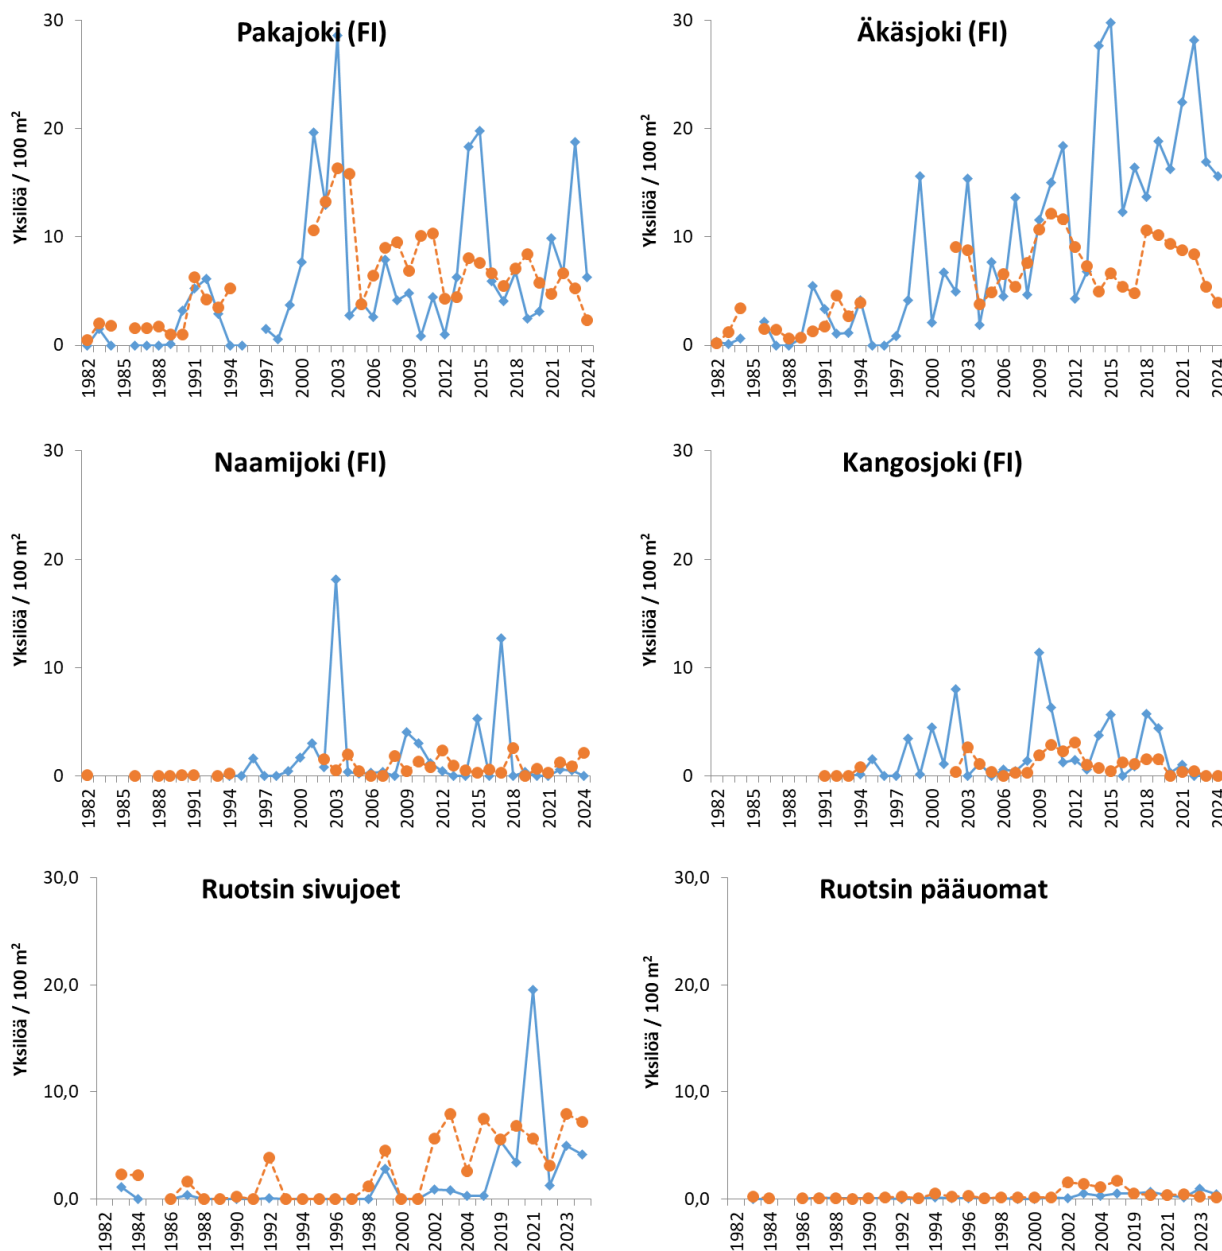 Pakajoki (FI)
Yksilöä / 100 m²
30
20
10
0
1982 1985 1988 1991 1994 1997 2000 2003 2006 2009 2012 2015 2018 2021 2024
Äkäsjoki (FI)
Yksilöä / 100 m²
30
20
10
0
1982 1985 1988 1991 1994 1997 2000 2003 2006 2009 2012 2015 2018 2021 2024
Naamijoki (FI)
Yksilöä / 100 m²
30
20
10
0
1982 1985 1988 1991 1994 1997 2000 2003 2006 2009 2012 2015 2018 2021 2024
Kangosjoki (FI)
Yksilöä / 100 m²
30
20
10
0
1982 1985 1988 1991 1994 1997 2000 2003 2006 2009 2012 2015 2018 2021 2024
Ruotsin sivujoet
Yksilöä / 100 m²
30,0
20,0
10,0
0,0
1982 1984 1986 1988 1990 1992 1994 1996 1998 2000 2002 2004 2019 2021 2023
Ruotsin pääuomat
Yksilöä / 100 m²
30,0
20,0
10,0
0,0
1982 1984 1986 1988 1990 1992 1994 1996 1998 2000 2002 2004 2019 2021 2023